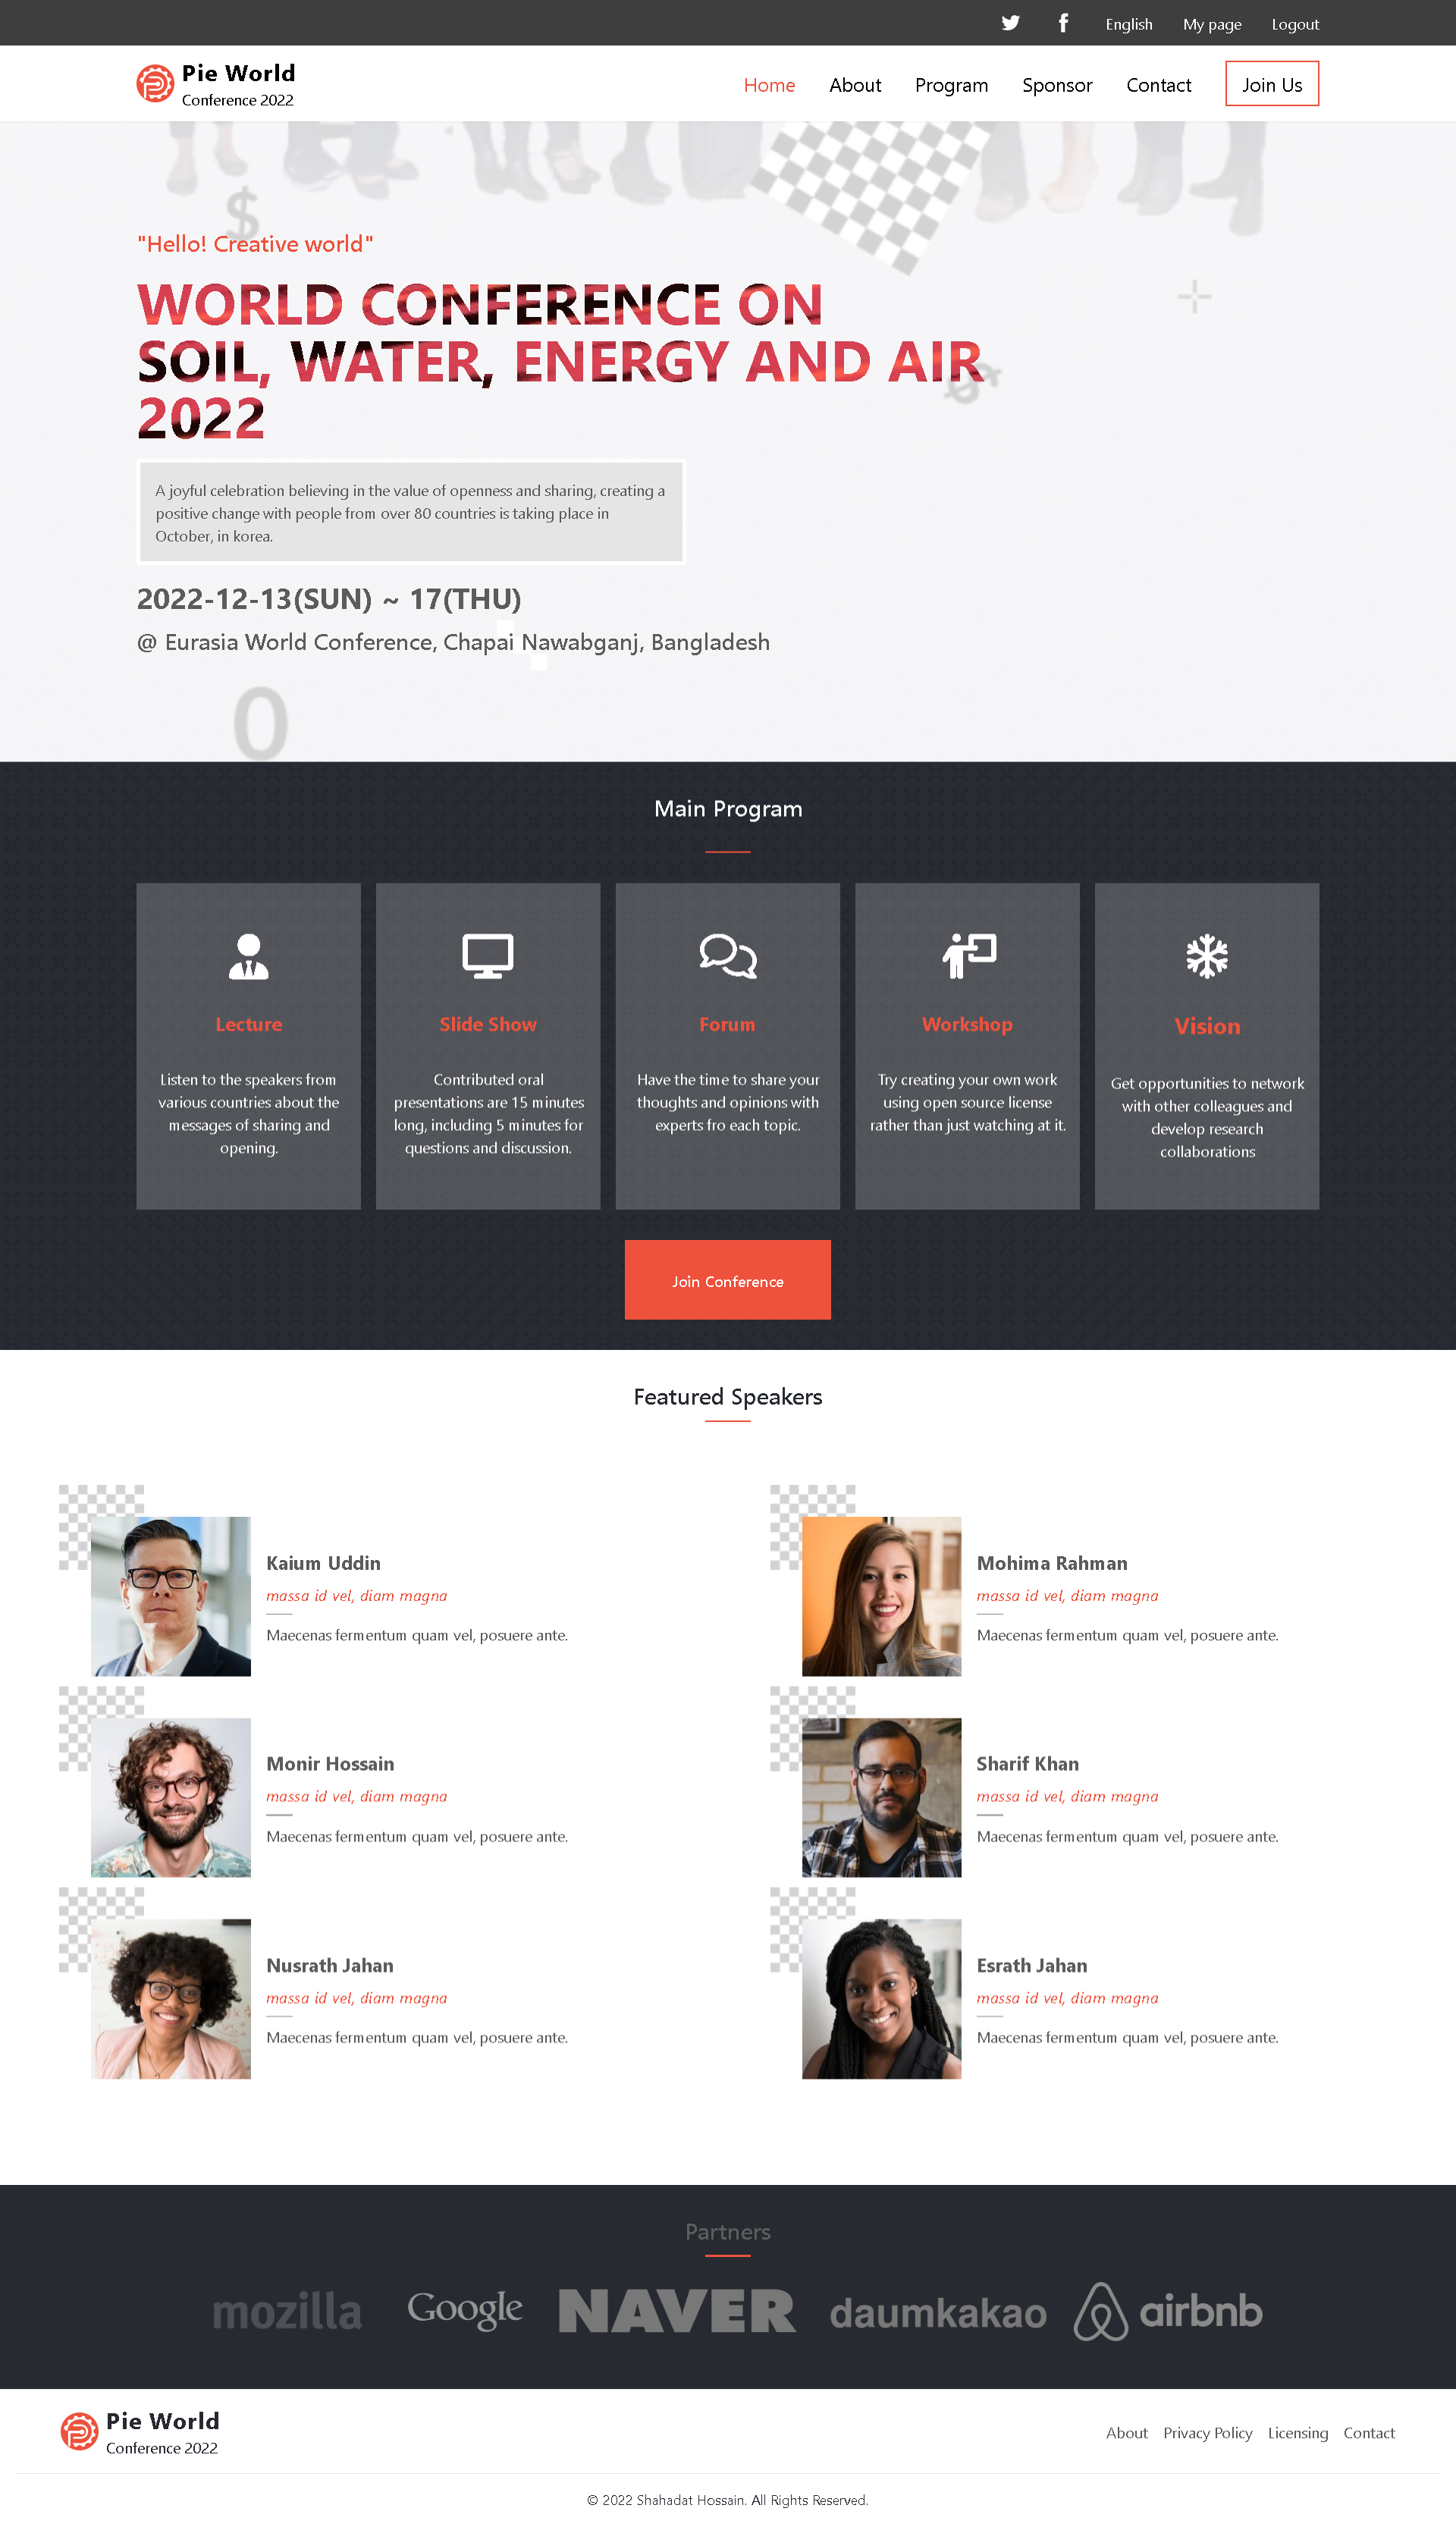 English My page Logout
Pie World
Conference 2022
Home About Program Sponsor Contact Join Us
$
"Hello! Creative world"
WORLD CONFERENCE ON
SOIL, WATER, ENERGY AND AIR
2022
$
A joyful celebration believing in the value of openness and sharing, creating a
positive change with people from over 80 countries is taking place in
October, in korea.
2022-12-13(SUN) ~ 17(THU)
@ Eurasia World Conference, Chapai Nawabganj, Bangladesh
0
Main Program
Lecture
Listen to the speakers from
various countries about the
messages of sharing and
opening.
Slide Show
Contributed oral
presentations are 15 minutes
long, including 5 minutes for
questions and discussion.
Forum
Have the time to share your
thoughts and opinions with
experts fro each topic.
Workshop
Try creating your own work
using open source license
rather than just watching at it.
Vision
Get opportunities to network
with other colleagues and
develop research
collaborations
Join Conference
Featured Speakers
Kaium Uddin
massa id vel, diam magna
Maecenas fermentum quam vel, posuere ante.
Mohima Rahman
massa id vel, diam magna
Maecenas fermentum quam vel, posuere ante.
Monir Hossain
massa id vel, diam magna
Maecenas fermentum quam vel, posuere ante.
Sharif Khan
massa id vel, diam magna
Maecenas fermentum quam vel, posuere ante.
Nusrath Jahan
massa id vel, diam magna
Maecenas fermentum quam vel, posuere ante.
Esrath Jahan
massa id vel, diam magna
Maecenas fermentum quam vel, posuere ante.
Partners
mozilla Google NAVER daumkakao airbnb
Pie World
Conference 2022
About Privacy Policy Licensing Contact
© 2022 Shahadat Hossain. All Rights Reserved.